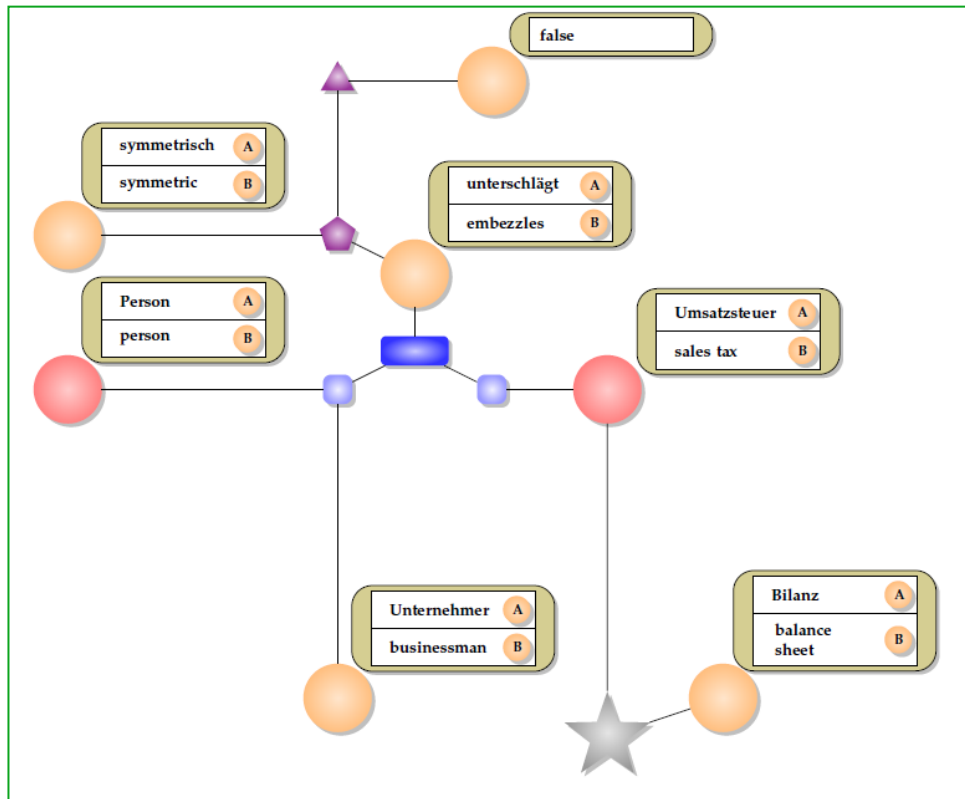 false
symmetrisch A
symmetric B
unterschlägt A
embezzles B
Person A
person B
Umsatzsteuer A
sales tax B
Unternehmer A
businessman B
Bilanz A
balance
sheet B